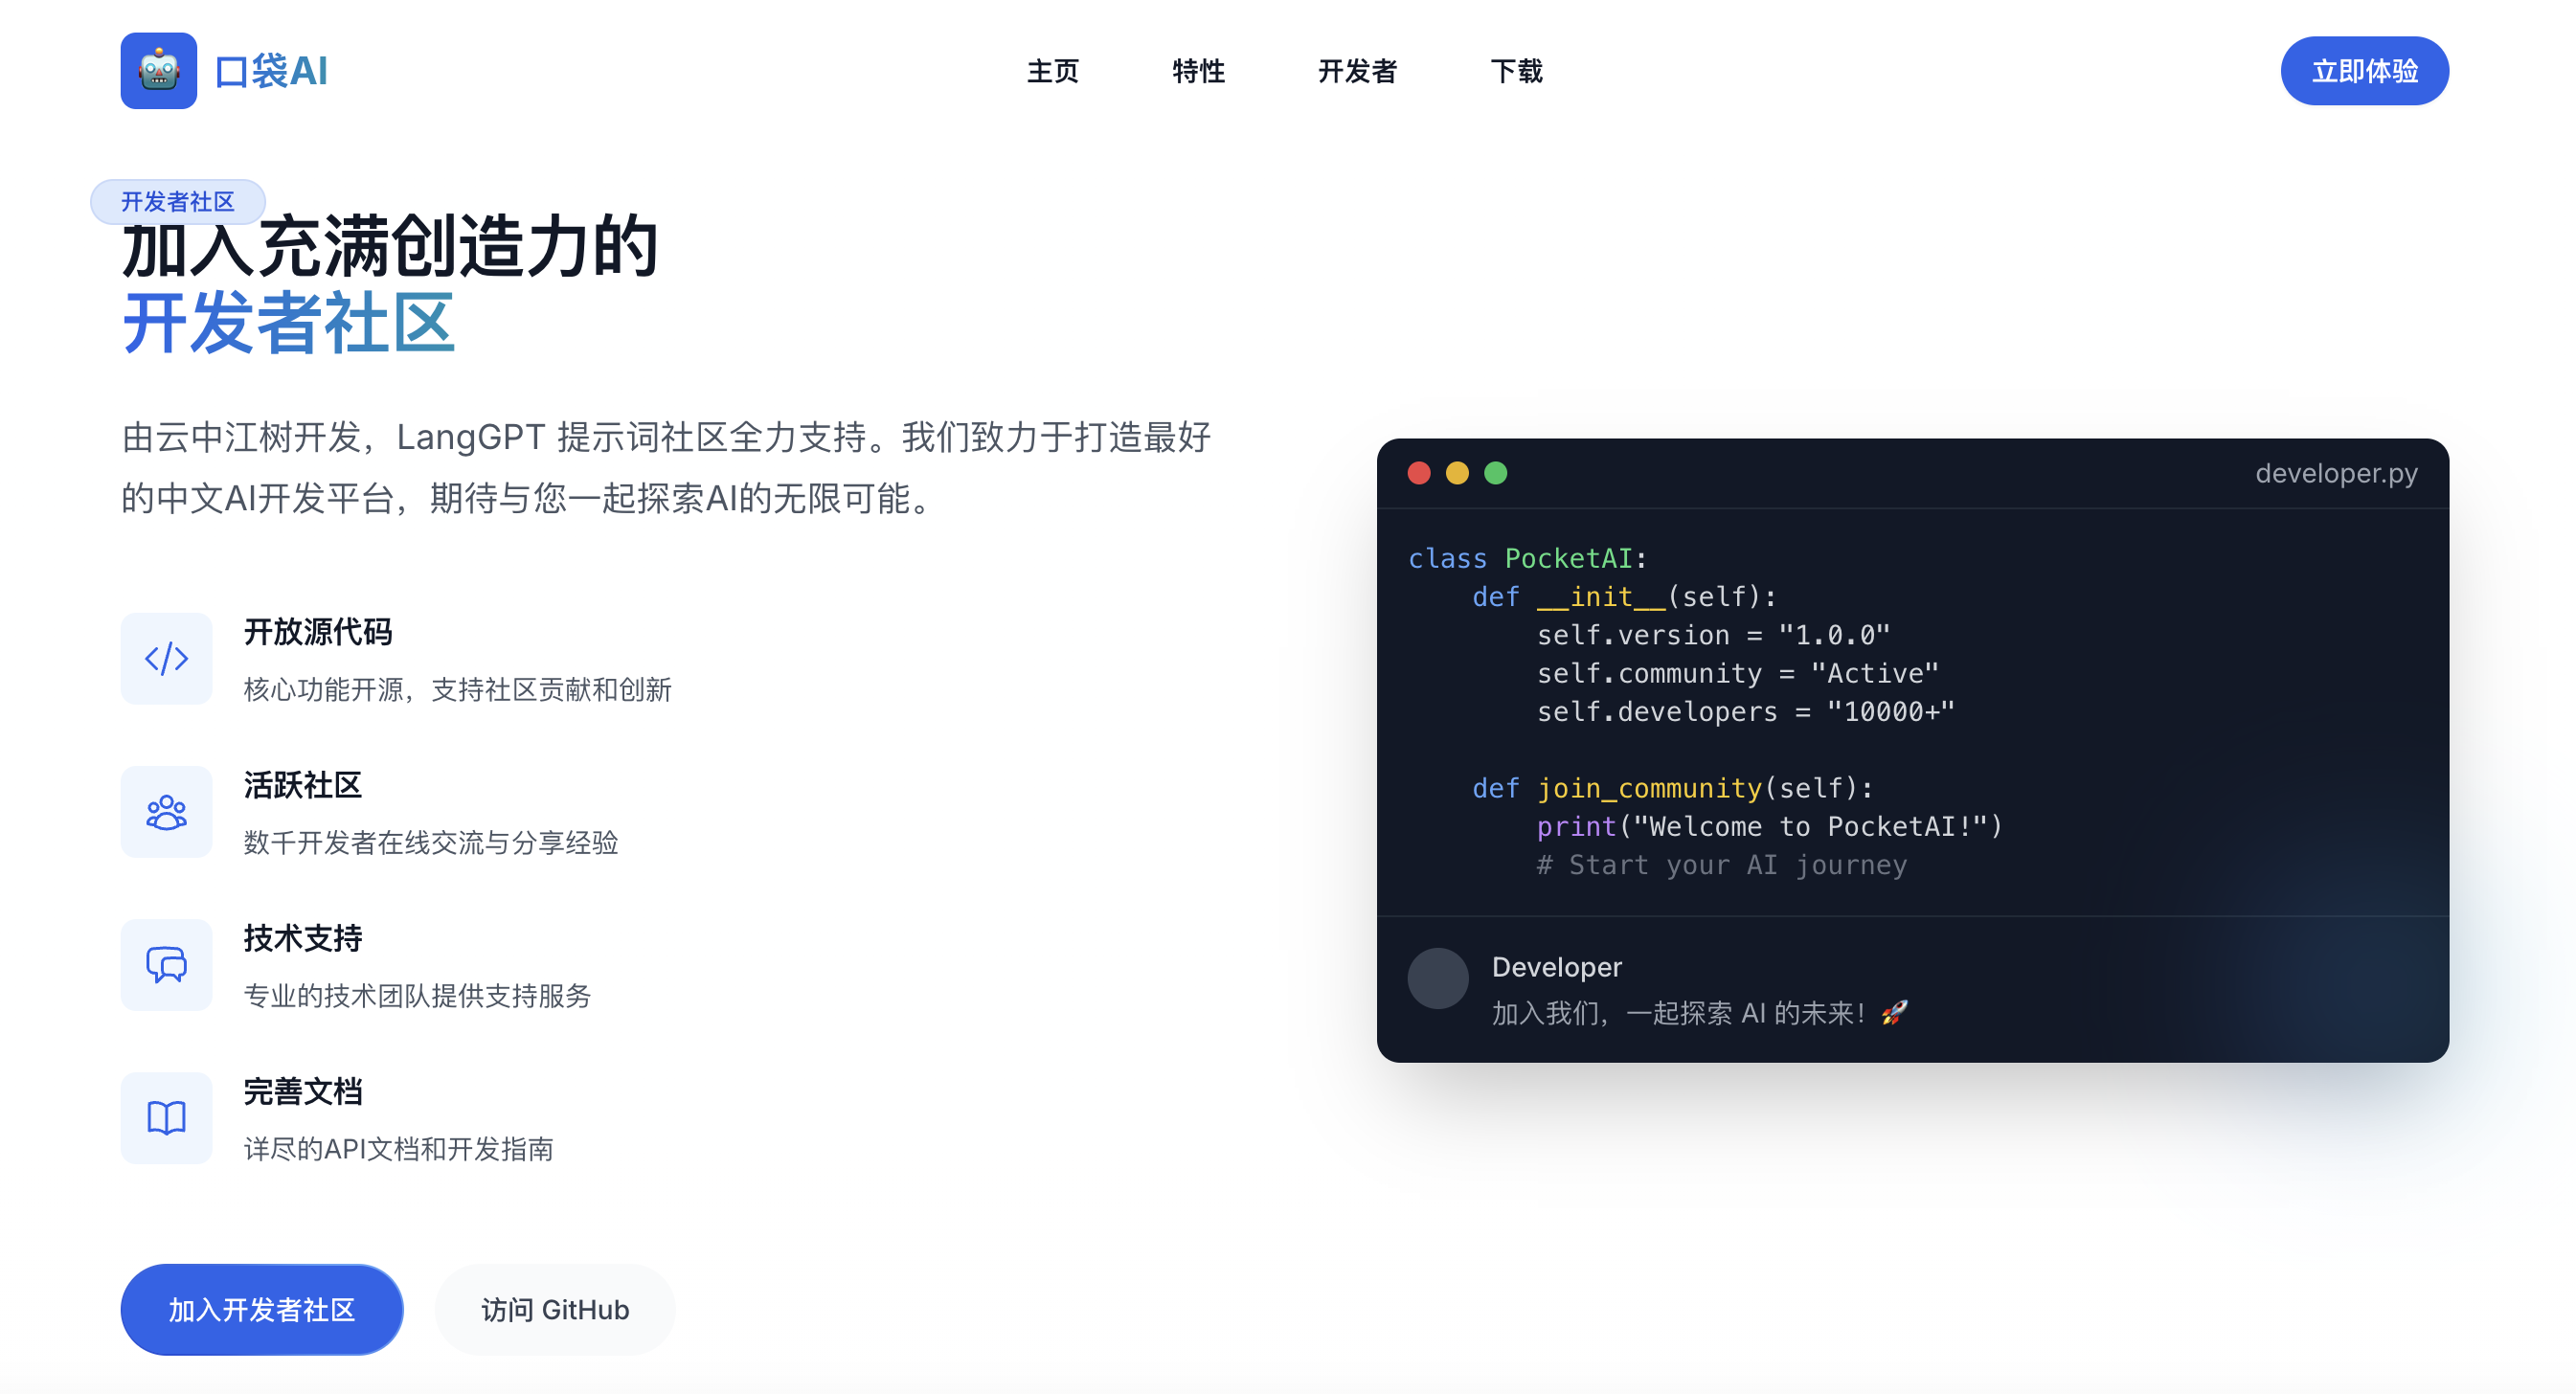 口袋AI
主页
特性
开发者
下载
立即体验
开发者社区
加入充满创造力的
开发者社区
由云中江树开发，LangGPT 提示词社区全力支持。我们致力于打造最好
的中文AI开发平台，期待与您一起探索AI的无限可能。
开放源代码
核心功能开源，支持社区贡献和创新
活跃社区
数千开发者在线交流与分享经验
技术支持
专业的技术团队提供支持服务
完善文档
详尽的API文档和开发指南
加入开发者社区
访问 GitHub
developer.py
class PocketAI:
    def __init__(self):
        self.version = "1.0.0"
        self.community = "Active"
        self.developers = "10000+"
    def join_community(self):
        print("Welcome to PocketAI!")
        # Start your AI journey
Developer
加入我们，一起探索 AI 的未来！🚀